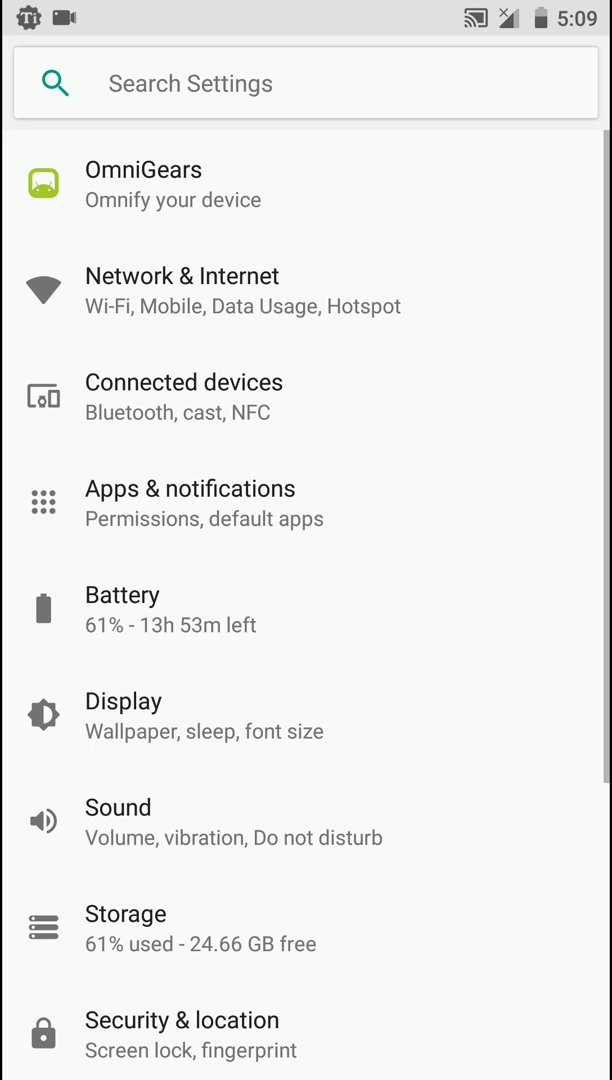 Ti 5:09
Search Settings
OmniGears
Omnify your device
Network & Internet
Wi-Fi, Mobile, Data Usage, Hotspot
Connected devices
Bluetooth, cast, NFC
Apps & notifications
Permissions, default apps
Battery
61% - 13h 53m left
Display
Wallpaper, sleep, font size
Sound
Volume, vibration, Do not disturb
Storage
61% used - 24.66 GB free
Security & location
Screen lock, fingerprint